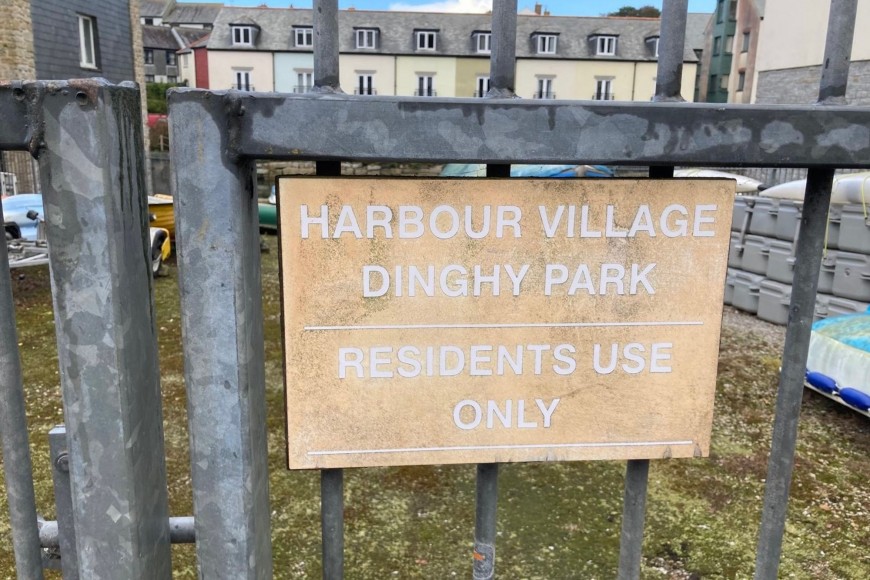 HARBOUR VILLAGE
DINGHY PARK
RESIDENTS USE
ONLY